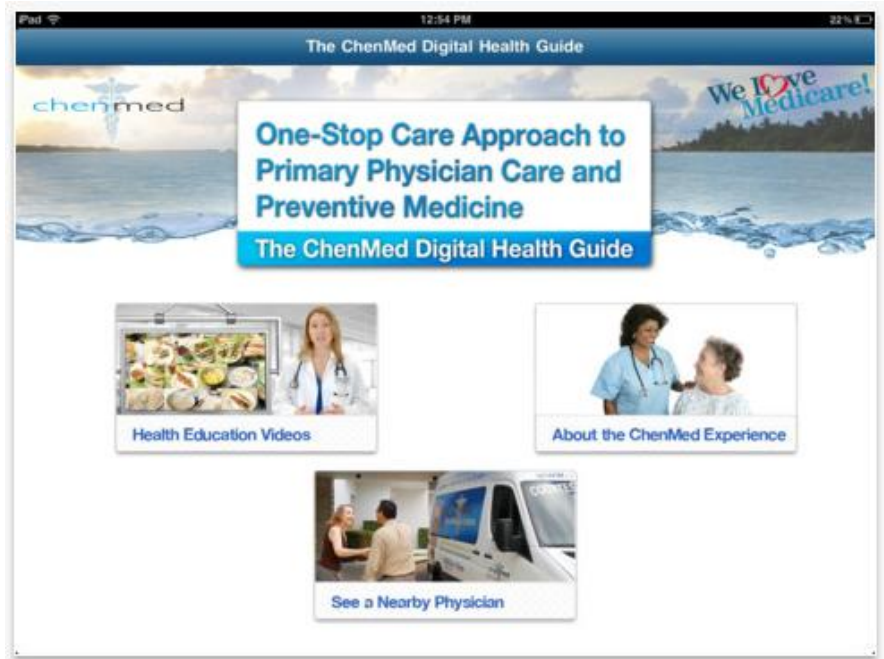 iPad 12:54 PM 22%
The ChenMed Digital Health Guide
chenmed
We Love
Medicare!
One-Stop Care Approach to
Primary Physician Care and
Preventive Medicine
The ChenMed Digital Health Guide
Health Education Videos
About the ChenMed Experience
See a Nearby Physician